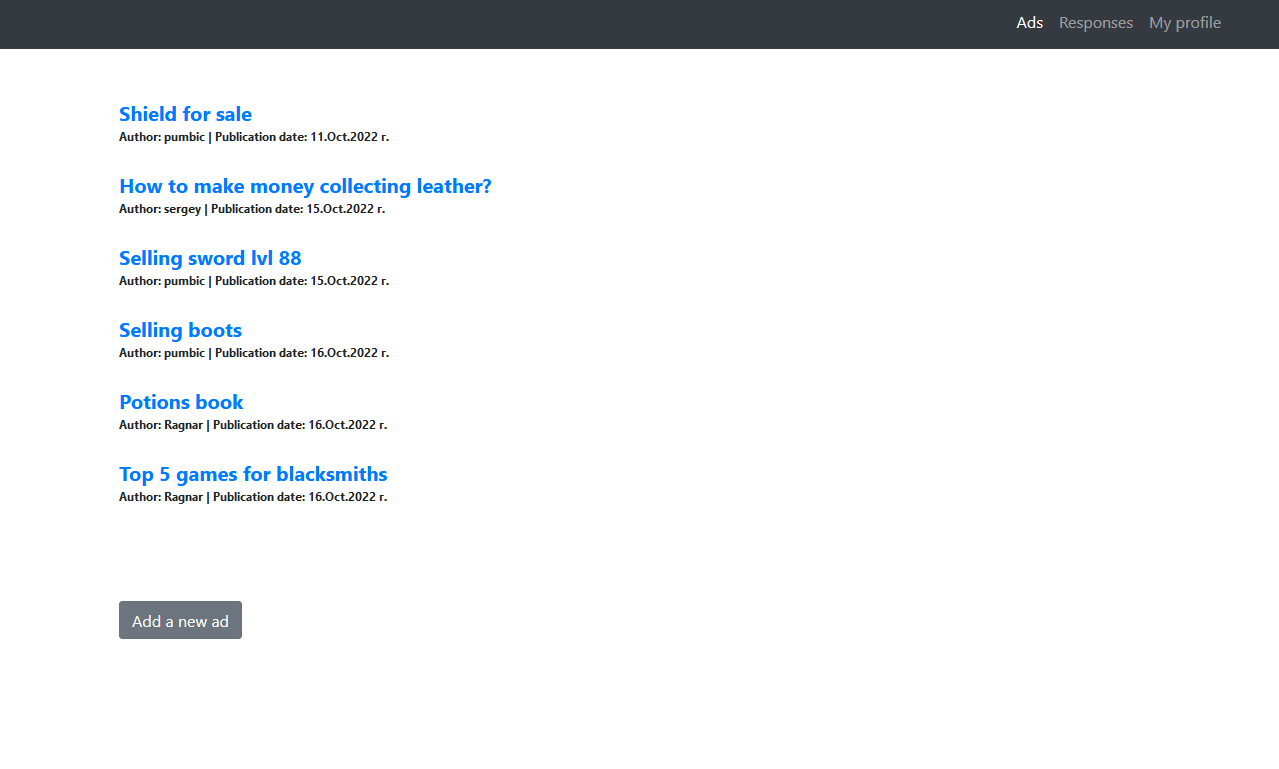 Ads Responses My profile
Shield for sale
Author: pumbic | Publication date: 11.Oct.2022 г.
How to make money collecting leather?
Author: sergey | Publication date: 15.Oct.2022 г.
Selling sword lvl 88
Author: pumbic | Publication date: 15.Oct.2022 г.
Selling boots
Author: pumbic | Publication date: 16.Oct.2022 г.
Potions book
Author: Ragnar | Publication date: 16.Oct.2022 г.
Top 5 games for blacksmiths
Author: Ragnar | Publication date: 16.Oct.2022 г.
Add a new ad